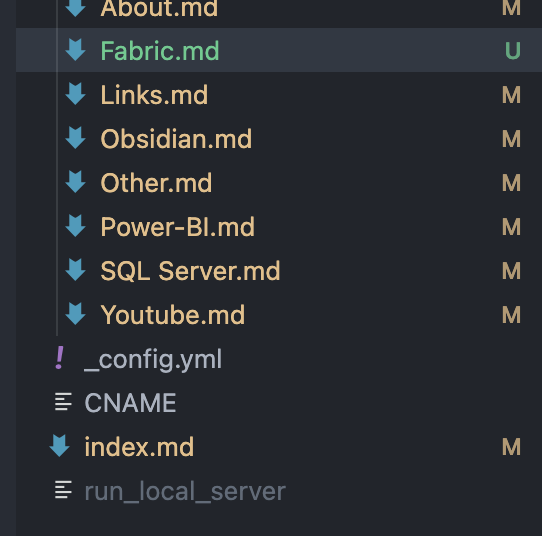 About.md M
Fabric.md U
Links.md M
Obsidian.md M
Other.md M
Power-BI.md M
SQL Server.md M
Youtube.md M
! _config.yml
CNAME
index.md M
run_local_server